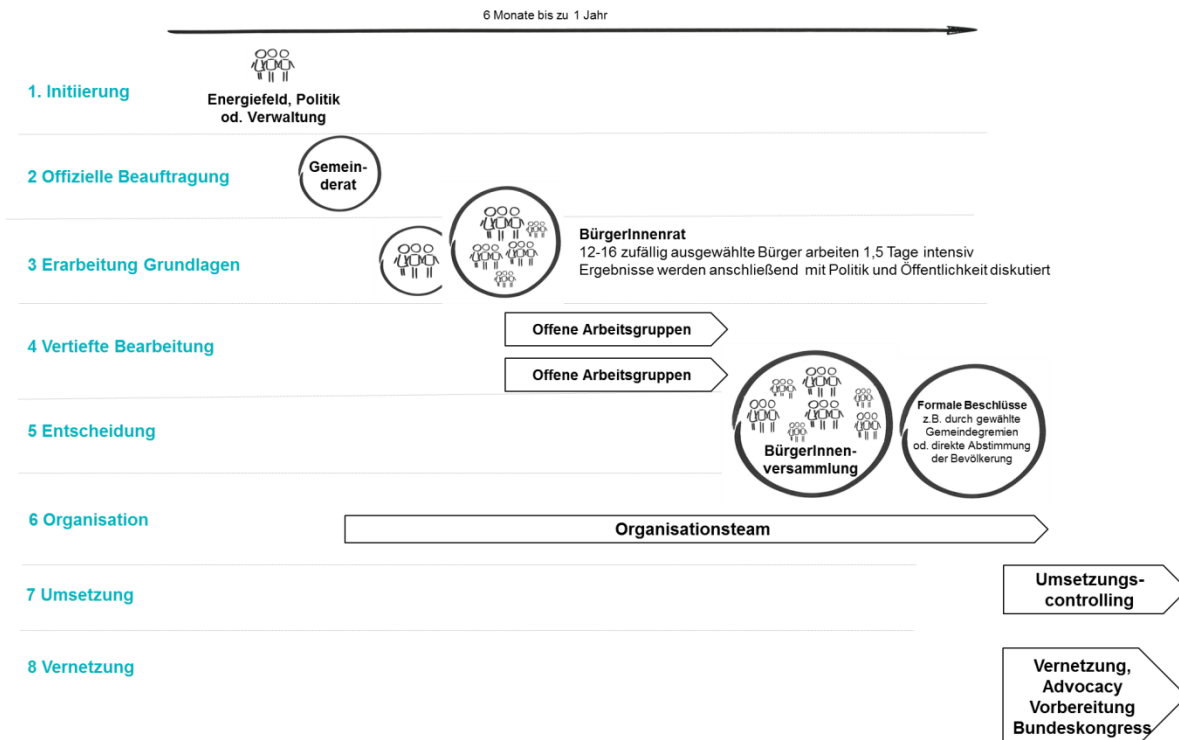 6 Monate bis zu 1 Jahr
1. Initiierung
Energiefeld, Politik
od. Verwaltung
2 Offizielle Beauftragung
Gemein-
derat
3 Erarbeitung Grundlagen
BürgerInnenrat
12-16 zufällig ausgewählte Bürger arbeiten 1,5 Tage intensiv
Ergebnisse werden anschließend mit Politik und Öffentlichkeit diskutiert
4 Vertiefte Bearbeitung
Offene Arbeitsgruppen
Offene Arbeitsgruppen
5 Entscheidung
BürgerInnen-
versammlung
Formale Beschlüsse
z.B. durch gewählte
Gemeindegremien
od. direkte Abstimmung
der Bevölkerung
6 Organisation
Organisationsteam
7 Umsetzung
Umsetzungs-
controlling
8 Vernetzung
Vernetzung,
Advocacy
Vorbereitung
Bundeskongress